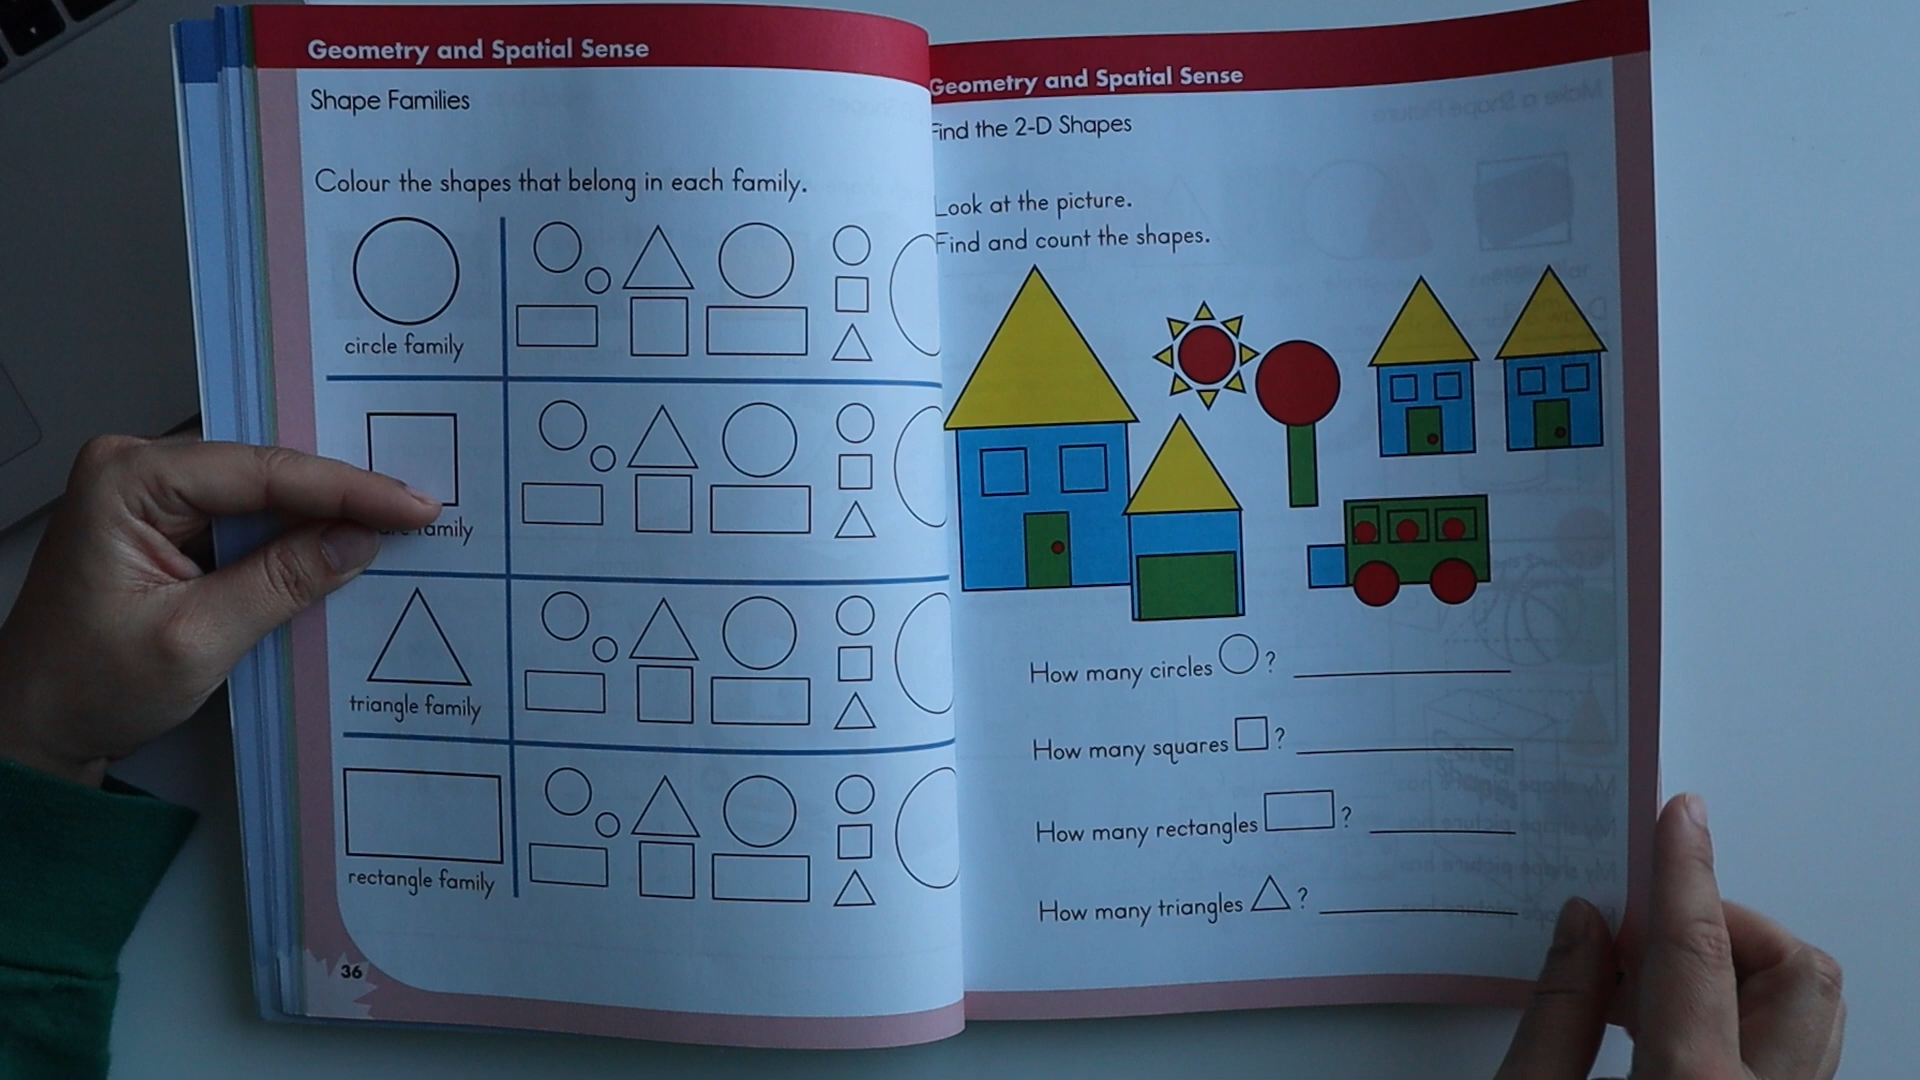 Geometry and Spatial Sense
Shape Families
Colour the shapes that belong in each family.
circle family
family
triangle family
rectangle family
36
Geometry and Spatial Sense
Find the 2-D Shapes
Look at the picture.
Find and count the shapes.
How many circles ?
How many squares ?
How many rectangles ?
How many triangles ?